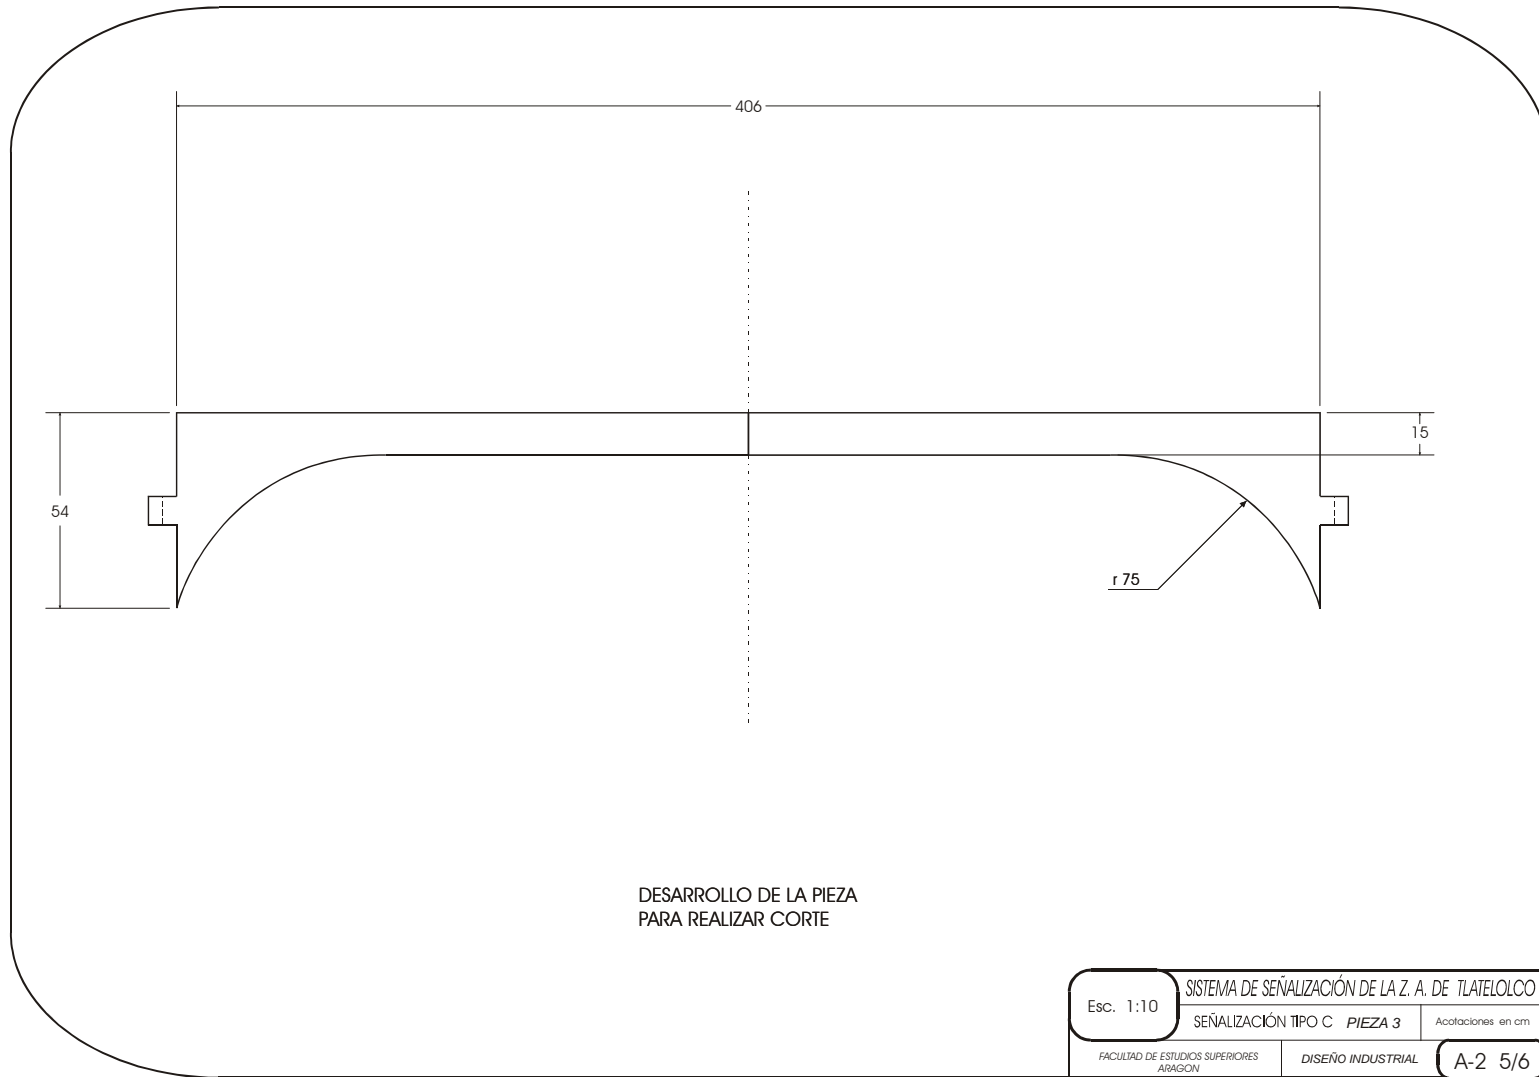 406
15
54
r 75
DESARROLLO DE LA PIEZA
PARA REALIZAR CORTE
Esc. 1:10
SISTEMA DE SEÑALIZACIÓN DE LA Z. A. DE TLATELOLCO
SEÑALIZACIÓN TIPO C PIEZA 3
Acotaciones en cm
FACULTAD DE ESTUDIOS SUPERIORES
ARAGON
DISEÑO INDUSTRIAL
A-2 5/6